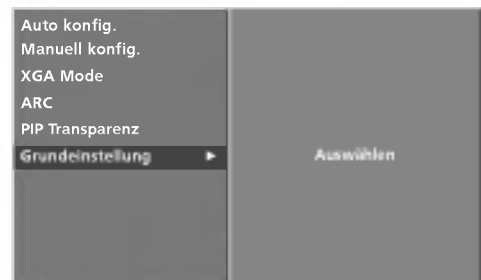 Auto konfig.
Manuell konfig.
XGA Mode
ARC
PIP Transparenz
Grundeinstellung ► Auswählen